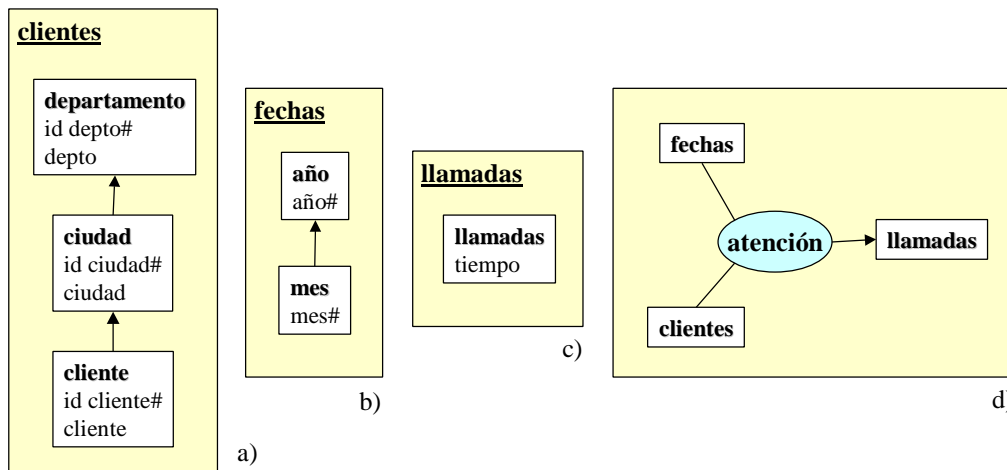 clientes
departamento
id depto#
depto
ciudad
id ciudad#
ciudad
cliente
id cliente#
cliente
a)
fechas
año
año#
mes
mes#
b)
llamadas
llamadas
tiempo
c)
fechas
atención
llamadas
clientes
d)